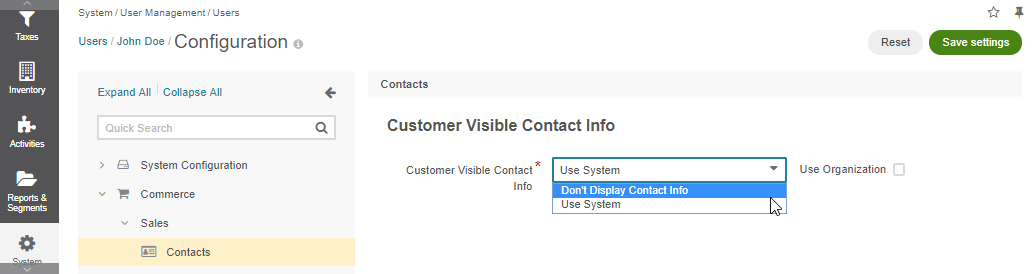 System / User Management / Users
Users / John Doe / Configuration
Reset
Save settings
Taxes
Inventory
Activities
Reports &
Segments
System
Expand All
Collapse All
Quick Search
System Configuration
Commerce
Sales
Contacts
Contacts
Customer Visible Contact Info
Customer Visible Contact *
Info
Use System
Use Organization
Don't Display Contact Info
Use System